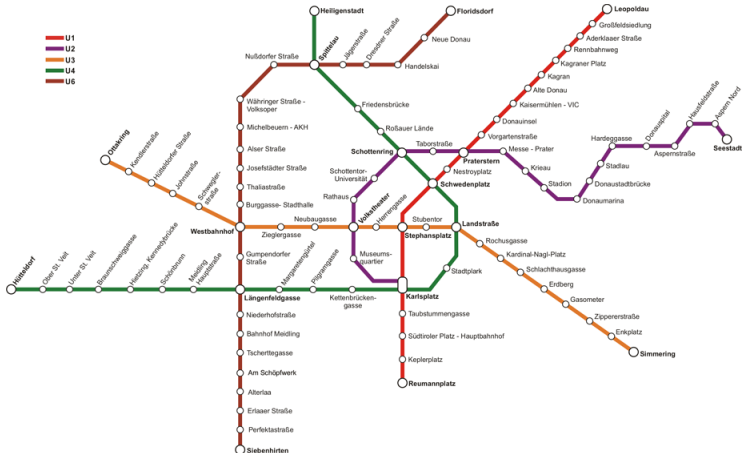 Heiligenstadt
Floridsdorf
Leopoldau
U1
U2
U3
U4
U6
Spittelau
Jägerstraße
Dresdner Straße
Neue Donau
Handelskai
Nußdorfer Straße
Großfeldsiedlung
Aderklaaer Straße
Rennbahnweg
Kagraner Platz
Kagran
Alte Donau
Kaisermühlen - VIC
Donauinsel
Vorgartenstraße
Währinger Straße -
Volksoper
Michelbeuern - AKH
Alser Straße
Josefstädter Straße
Thaliastraße
Burggasse- Stadthalle
Friedensbrücke
Roßauer Lände
Schottenring
Taborstraße
Praterstern
Messe - Prater
Nestroyplatz
Schwedenplatz
Krieau
Stadion
Donaumarina
Donaustadtbrücke
Stadlau
Hardeggasse
Donauspital
Aspernstraße
Hausfeldstraße
Aspern Nord
Seestadt
Ottakring
Kendlerstraße
Hütteldorfer Straße
Johnstraße
Schwegler-
straße
Schottentor-
Universität
Rathaus
Volkstheater
Herrengasse
Stubentor
Landstraße
Westbahnhof
Zieglergasse
Neubaugasse
Stephansplatz
Rochusgasse
Kardinal-Nagl-Platz
Schlachthausgasse
Erdberg
Gasometer
Zippererstraße
Enkplatz
Simmering
Museums-
quartier
Stadtpark
Karlsplatz
Hütteldorf
Ober St. Veit
Unter St. Veit
Braunschweiggasse
Hietzing, Kennedybrücke
Schönbrunn
Meidling
Hauptstraße
Gumpendorfer
Straße
Längenfeldgasse
Margaretengürtel
Pilgramgasse
Kettenbrücken-
gasse
Taubstummengasse
Südtiroler Platz - Hauptbahnhof
Keplerplatz
Reumannplatz
Niederhofstraße
Bahnhof Meidling
Tscherttegasse
Am Schöpfwerk
Alterlaa
Erlaaer Straße
Perfektastraße
Siebenhirten